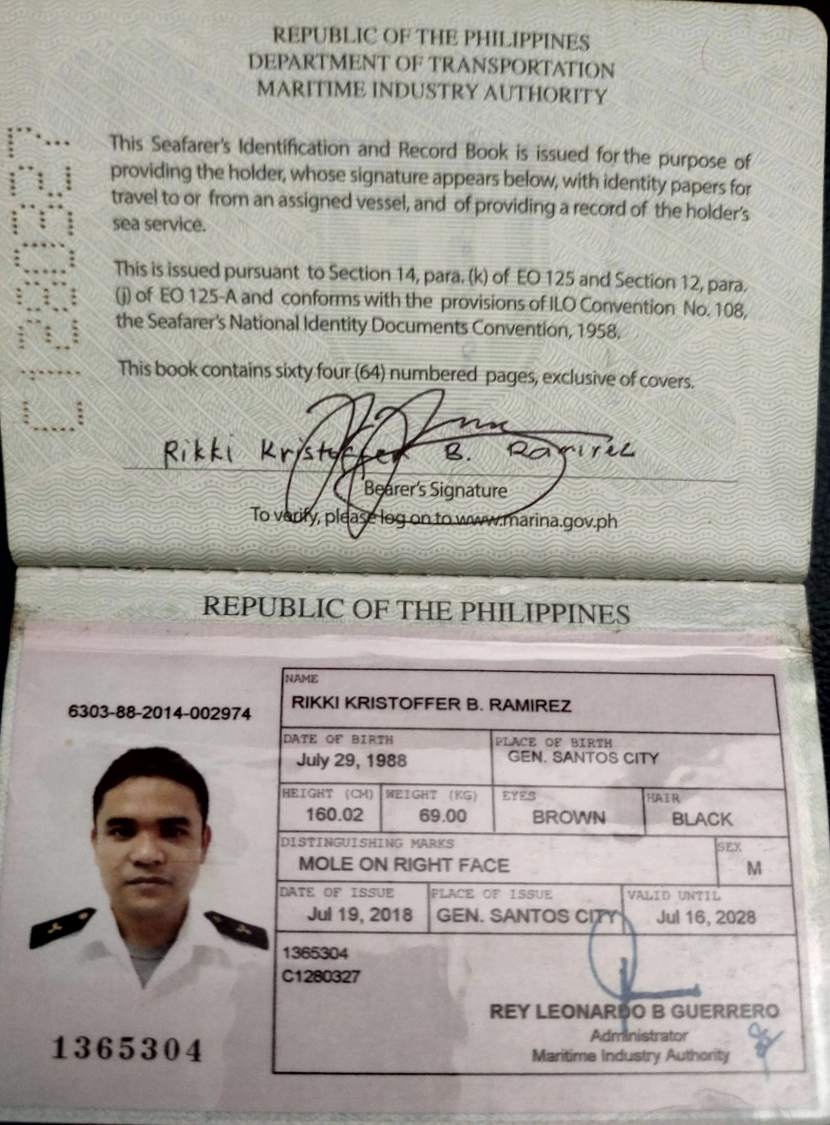 REPUBLIC OF THE PHILIPPINES
DEPARTMENT OF TRANSPORTATION
MARITIME INDUSTRY AUTHORITY
This Seafarer's Identification and Record Book is issued for the purpose of
providing the holder, whose signature appears below, with identity papers for
travel to or from an assigned vessel, and of providing a record of the holder's
sea service.
This is issued pursuant to Section 14, para. (k) of EO 125 and Section 12, para.
(j) of EO 125-A and conforms with the provisions of ILO Convention No. 108,
the Seafarer's National Identity Documents Convention, 1958.
This book contains sixty four (64) numbered pages, exclusive of covers.
Rikki Kristoffer B. Ramirez
Bearer's Signature
To verify, please log on to www.marina.gov.ph
C1280327
REPUBLIC OF THE PHILIPPINES
6303-88-2014-002974
NAME
RIKKI KRISTOFFER B. RAMIREZ
DATE OF BIRTH PLACE OF BIRTH
July 29, 1988 GEN. SANTOS CITY
HEIGHT (CM) WEIGHT (KG) EYES HAIR
160.02 69.00 BROWN BLACK
DISTINGUISHING MARKS SEX
MOLE ON RIGHT FACE M
DATE OF ISSUE PLACE OF ISSUE VALID UNTIL
Jul 19, 2018 GEN. SANTOS CITY Jul 16, 2028
1365304
C1280327
REY LEONARDO B GUERRERO
Administrator
Maritime Industry Authority
1365304